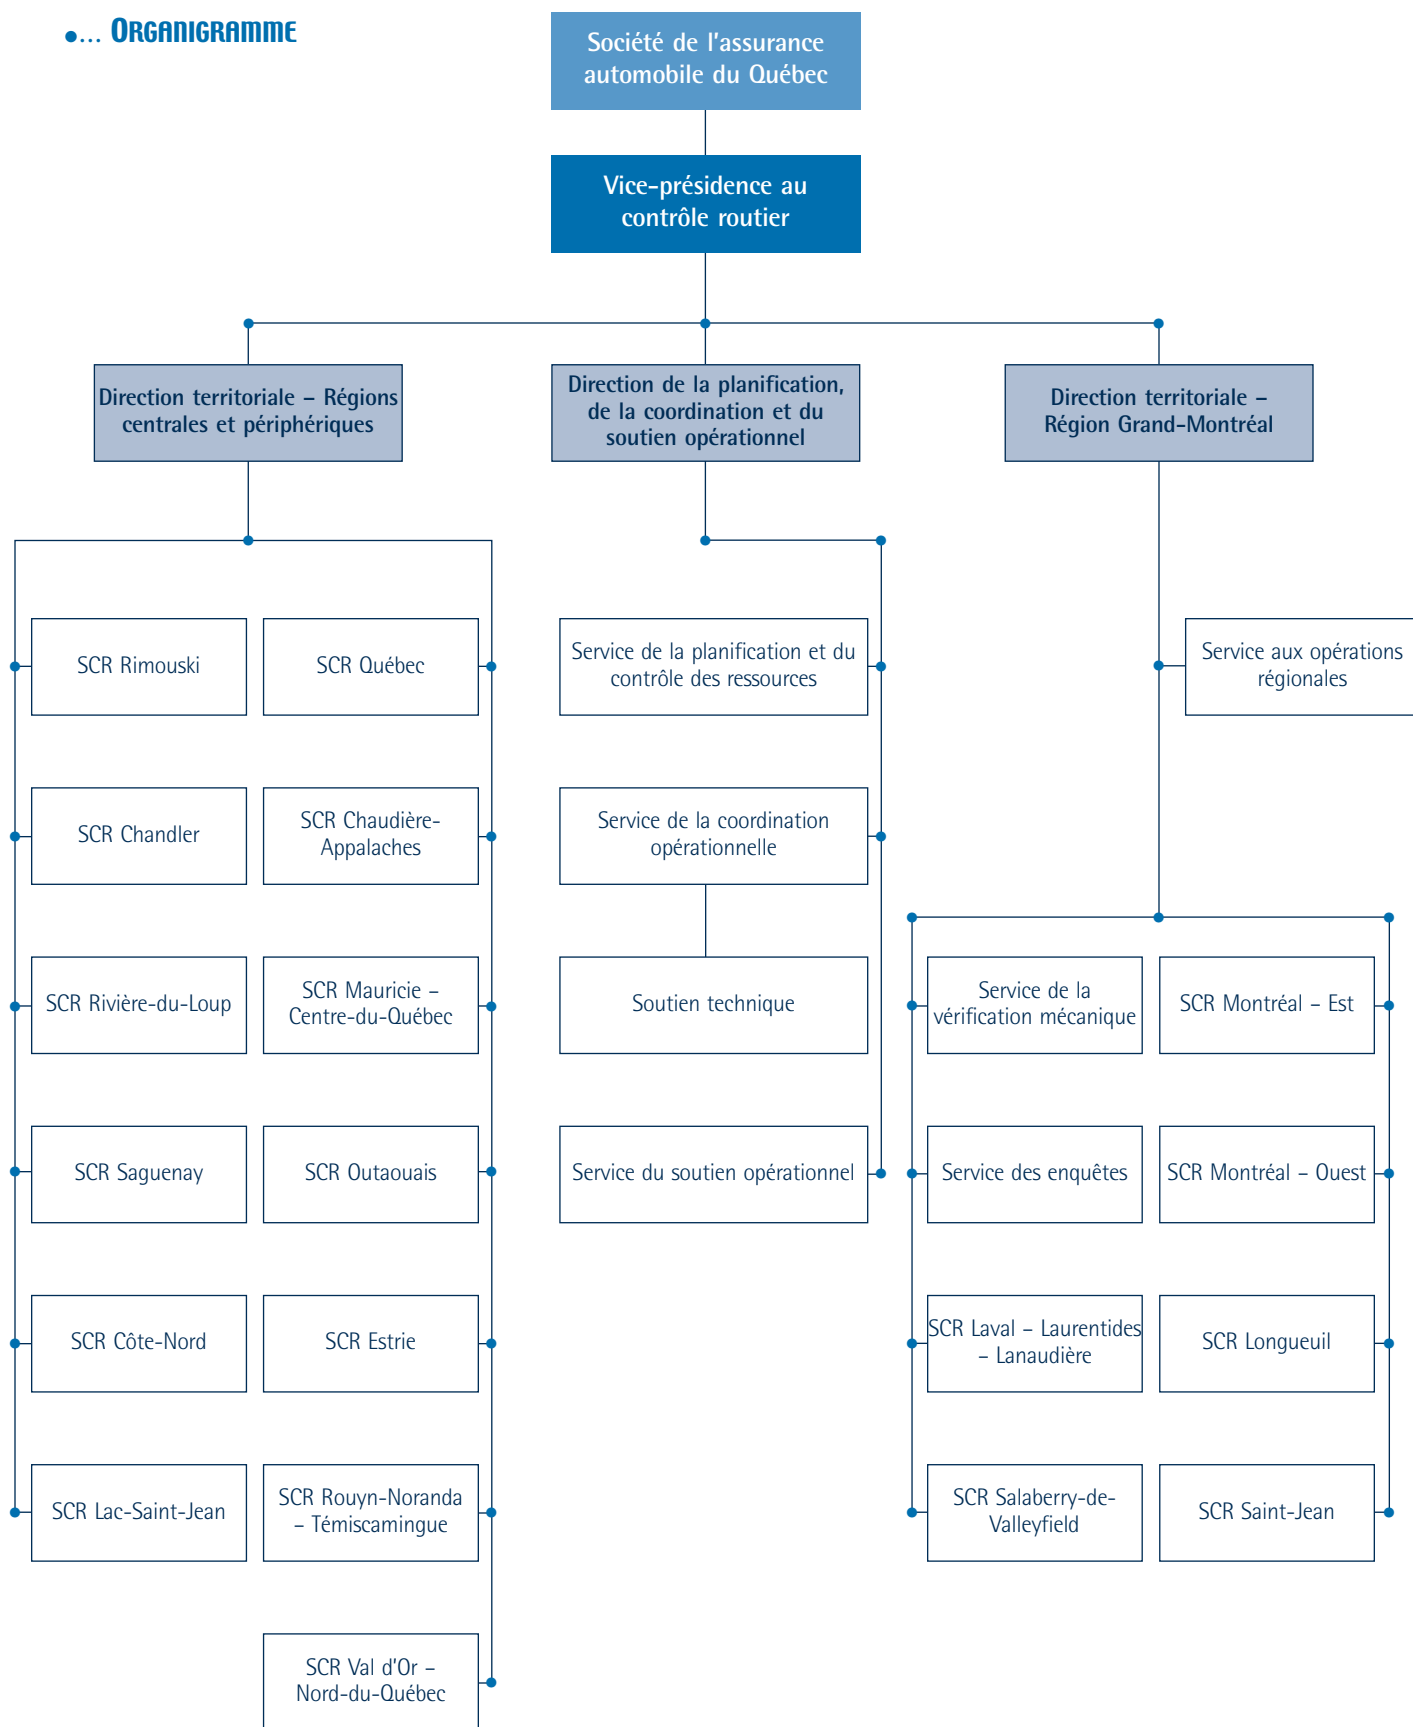 ●... ORGANIGRAMME
Société de l'assurance
automobile du Québec
Vice-présidence au
contrôle routier
Direction territoriale – Régions
centrales et périphériques
Direction de la planification,
de la coordination et du
soutien opérationnel
Direction territoriale –
Région Grand-Montréal
SCR Rimouski
SCR Québec
SCR Chandler
SCR Chaudière-
Appalaches
SCR Rivière-du-Loup
SCR Mauricie –
Centre-du-Québec
SCR Saguenay
SCR Outaouais
SCR Côte-Nord
SCR Estrie
SCR Lac-Saint-Jean
SCR Rouyn-Noranda
– Témiscamingue
SCR Val d'Or –
Nord-du-Québec
Service de la planification et du
contrôle des ressources
Service de la coordination
opérationnelle
Soutien technique
Service du soutien opérationnel
Service aux opérations
régionales
Service de la
vérification mécanique
SCR Montréal – Est
Service des enquêtes
SCR Montréal – Ouest
SCR Laval – Laurentides
– Lanaudière
SCR Longueuil
SCR Salaberry-de-
Valleyfield
SCR Saint-Jean